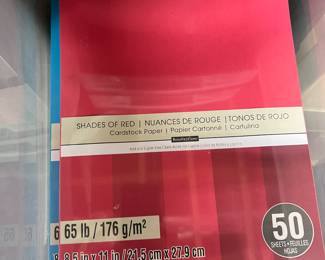 SHADES OF RED | NUANCES DE ROUGE | TONOS DE ROJO
Cardstock Paper | Papier Cartonné | Cartulina
65 lb / 176 g/m²
8.5 in x 11 in / 21.5 cm x 27.9 cm
50
SHEETS • FEUILLES
HOJAS
6